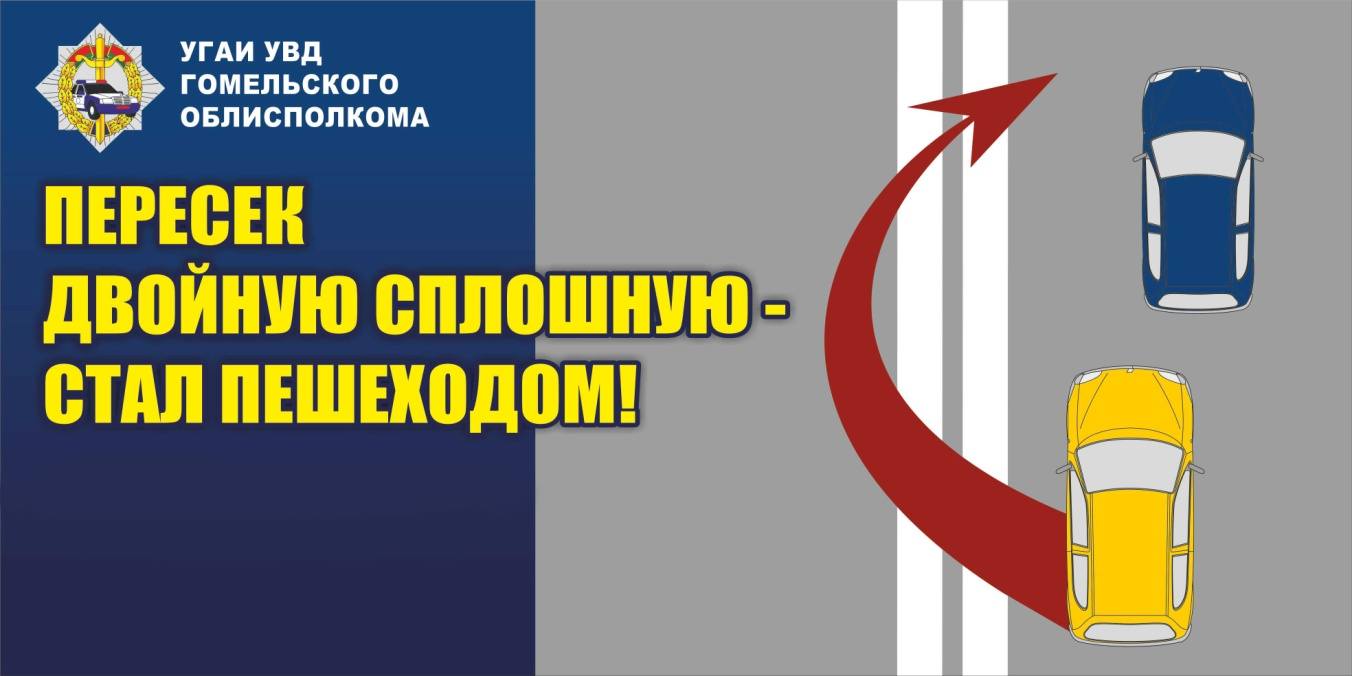 УГАИ УВД
ГОМЕЛЬСКОГО
ОБЛИСПОЛКОМА
ПЕРЕСЕК
ДВОЙНУЮ СПЛОШНУЮ -
СТАЛ ПЕШЕХОДОМ!